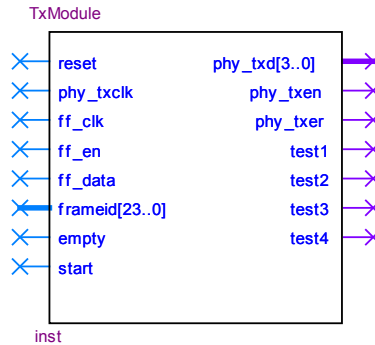 TxModule
reset phy_txd[3..0]
phy_txclk phy_txen
ff_clk phy_txer
ff_en test1
ff_data test2
frameid[23..0] test3
empty test4
start
inst